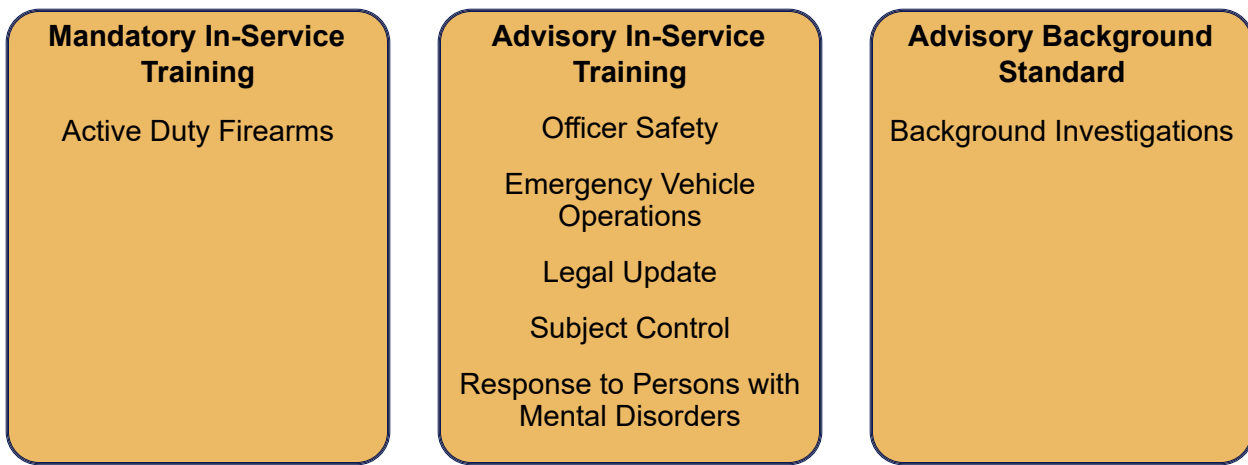 Mandatory In-Service
Training
Active Duty Firearms
Advisory In-Service
Training
Officer Safety
Emergency Vehicle
Operations
Legal Update
Subject Control
Response to Persons with
Mental Disorders
Advisory Background
Standard
Background Investigations